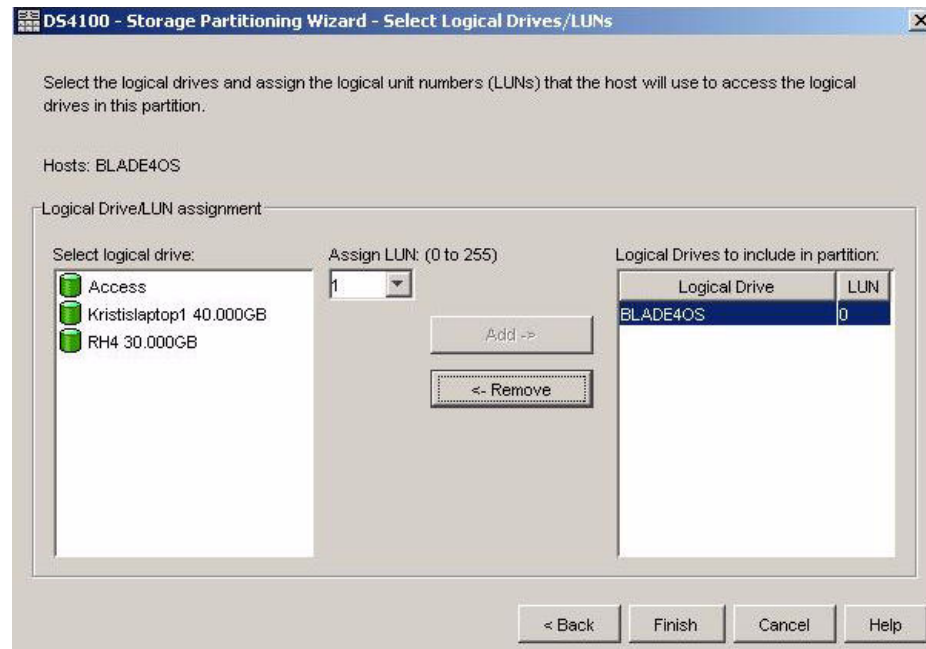 DS4100 - Storage Partitioning Wizard - Select Logical Drives/LUNs
Select the logical drives and assign the logical unit numbers (LUNs) that the host will use to access the logical
drives in this partition.
Hosts: BLADE4OS
Logical Drive/LUN assignment
Select logical drive:
Access
Kristislaptop1 40.000GB
RH4 30.000GB
Assign LUN: (0 to 255)
1
Add ->
<- Remove
Logical Drives to include in partition:
Logical Drive LUN
BLADE4OS 0
< Back Finish Cancel Help